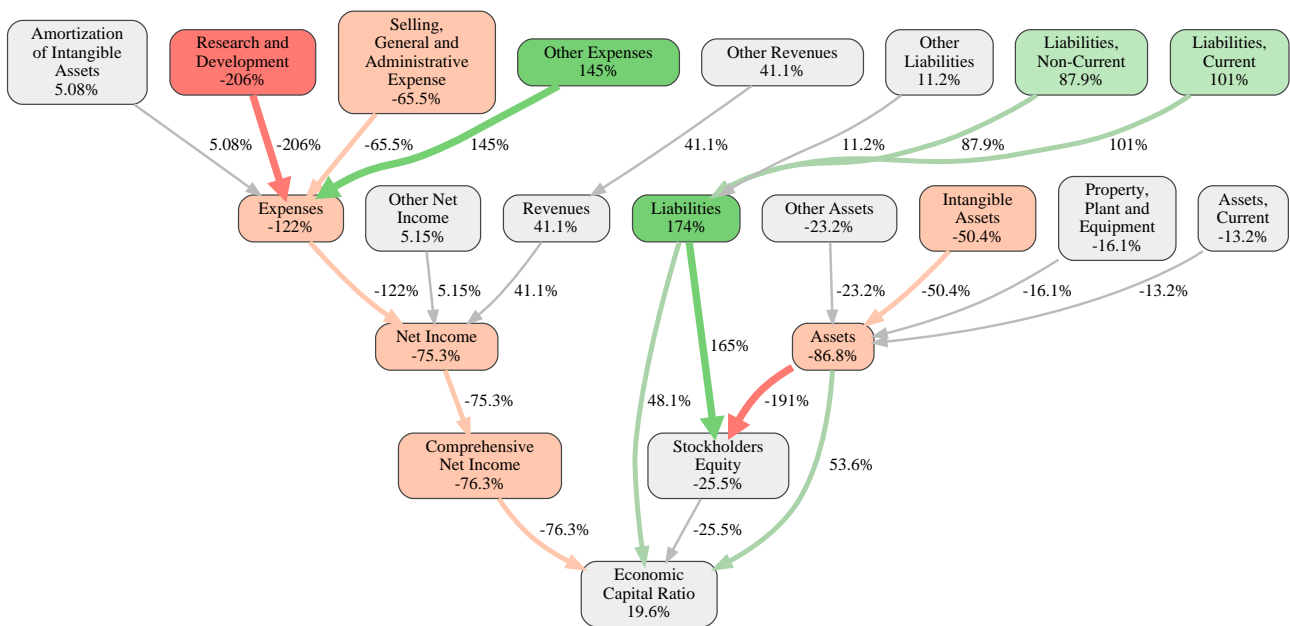 Amortization
of Intangible
Assets
5.08%
Research and
Development
-206%
Selling,
General and
Administrative
Expense
-65.5%
Other Expenses
145%
Other Revenues
41.1%
Other
Liabilities
11.2%
Liabilities,
Non-Current
87.9%
Liabilities,
Current
101%
5.08%
-206%
-65.5%
145%
41.1%
11.2%
87.9%
101%
Expenses
-122%
Other Net
Income
5.15%
Revenues
41.1%
Liabilities
174%
Other Assets
-23.2%
Intangible
Assets
-50.4%
Property,
Plant and
Equipment
-16.1%
Assets,
Current
-13.2%
-122%
5.15%
41.1%
-23.2%
-50.4%
-16.1%
-13.2%
Net Income
-75.3%
165%
Assets
-86.8%
-75.3%
48.1%
-191%
Comprehensive
Net Income
-76.3%
Stockholders
Equity
-25.5%
53.6%
-76.3%
-25.5%
Economic
Capital Ratio
19.6%